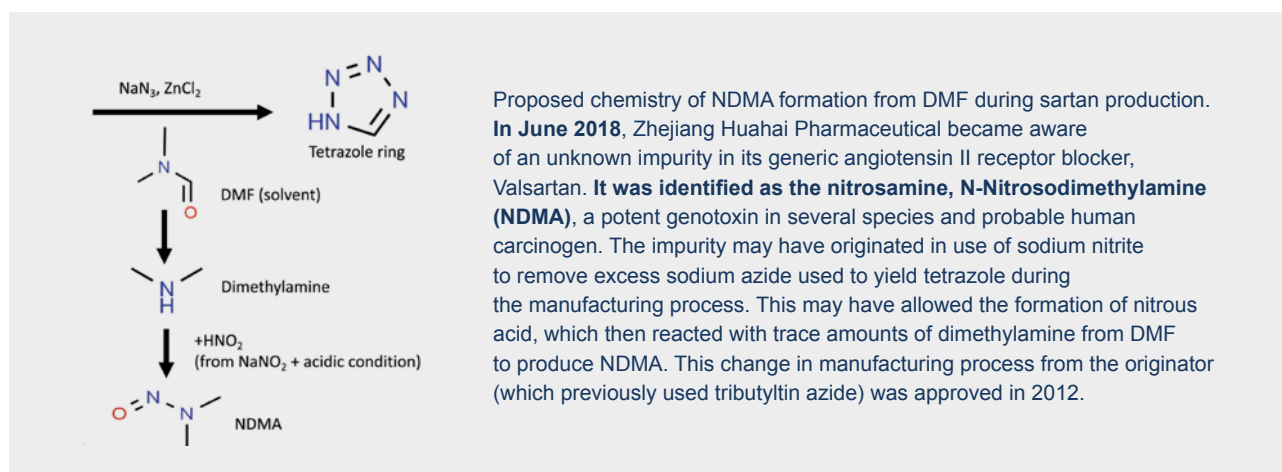 NaN₃, ZnCl₂
N N
N N
HN
Tetrazole ring
N
O
DMF (solvent)
N
H
Dimethylamine
+HNO₂
(from NaNO₂ + acidic condition)
O N
N
NDMA
Proposed chemistry of NDMA formation from DMF during sartan production.
In June 2018, Zhejiang Huahai Pharmaceutical became aware
of an unknown impurity in its generic angiotensin II receptor blocker,
Valsartan. It was identified as the nitrosamine, N-Nitrosodimethylamine
(NDMA), a potent genotoxin in several species and probable human
carcinogen. The impurity may have originated in use of sodium nitrite
to remove excess sodium azide used to yield tetrazole during
the manufacturing process. This may have allowed the formation of nitrous
acid, which then reacted with trace amounts of dimethylamine from DMF
to produce NDMA. This change in manufacturing process from the originator
(which previously used tributyltin azide) was approved in 2012.